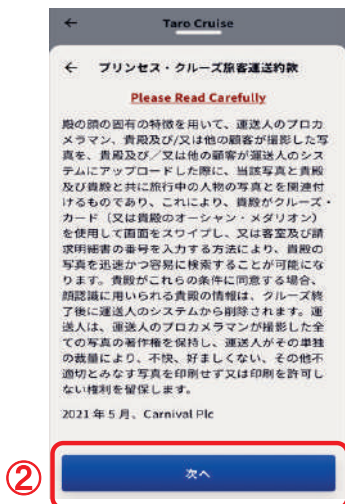 ← Taro Cruise
← プリンセス・クルーズ旅客運送約款
Please Read Carefully
殿の顔の固有の特徴を用いて、運送人のプロカ
メラマン、貴殿及び/又は他の顧客が撮影した写
真を、貴殿及び／又は他の顧客が運送人のシス
テムにアップロードした際に、当該写真と貴殿
及び貴殿と共に旅行中の人物の写真とを関連付
けるものであり、これにより、貴殿がクルーズ・
カード（又は貴殿のオーシャン・メダリオン）
を使用して画面をスワイプし、又は客室及び請
求明細書の番号を入力する方法により、貴殿の
写真を迅速かつ容易に検索することが可能にな
ります。貴殿がこれらの条件に同意する場合、
顔認識に用いられる貴殿の情報は、クルーズ終
了後に運送人のシステムから削除されます。運
送人は、運送人のプロカメラマンが撮影した全
ての写真の著作権を保持し、運送人がその単独
の裁量により、不快、好ましくない、その他不
適切とみなす写真を印刷せず又は印刷を許可し
ない権利を留保します。
2021 年 5 月、Carnival Plc
② 次へ